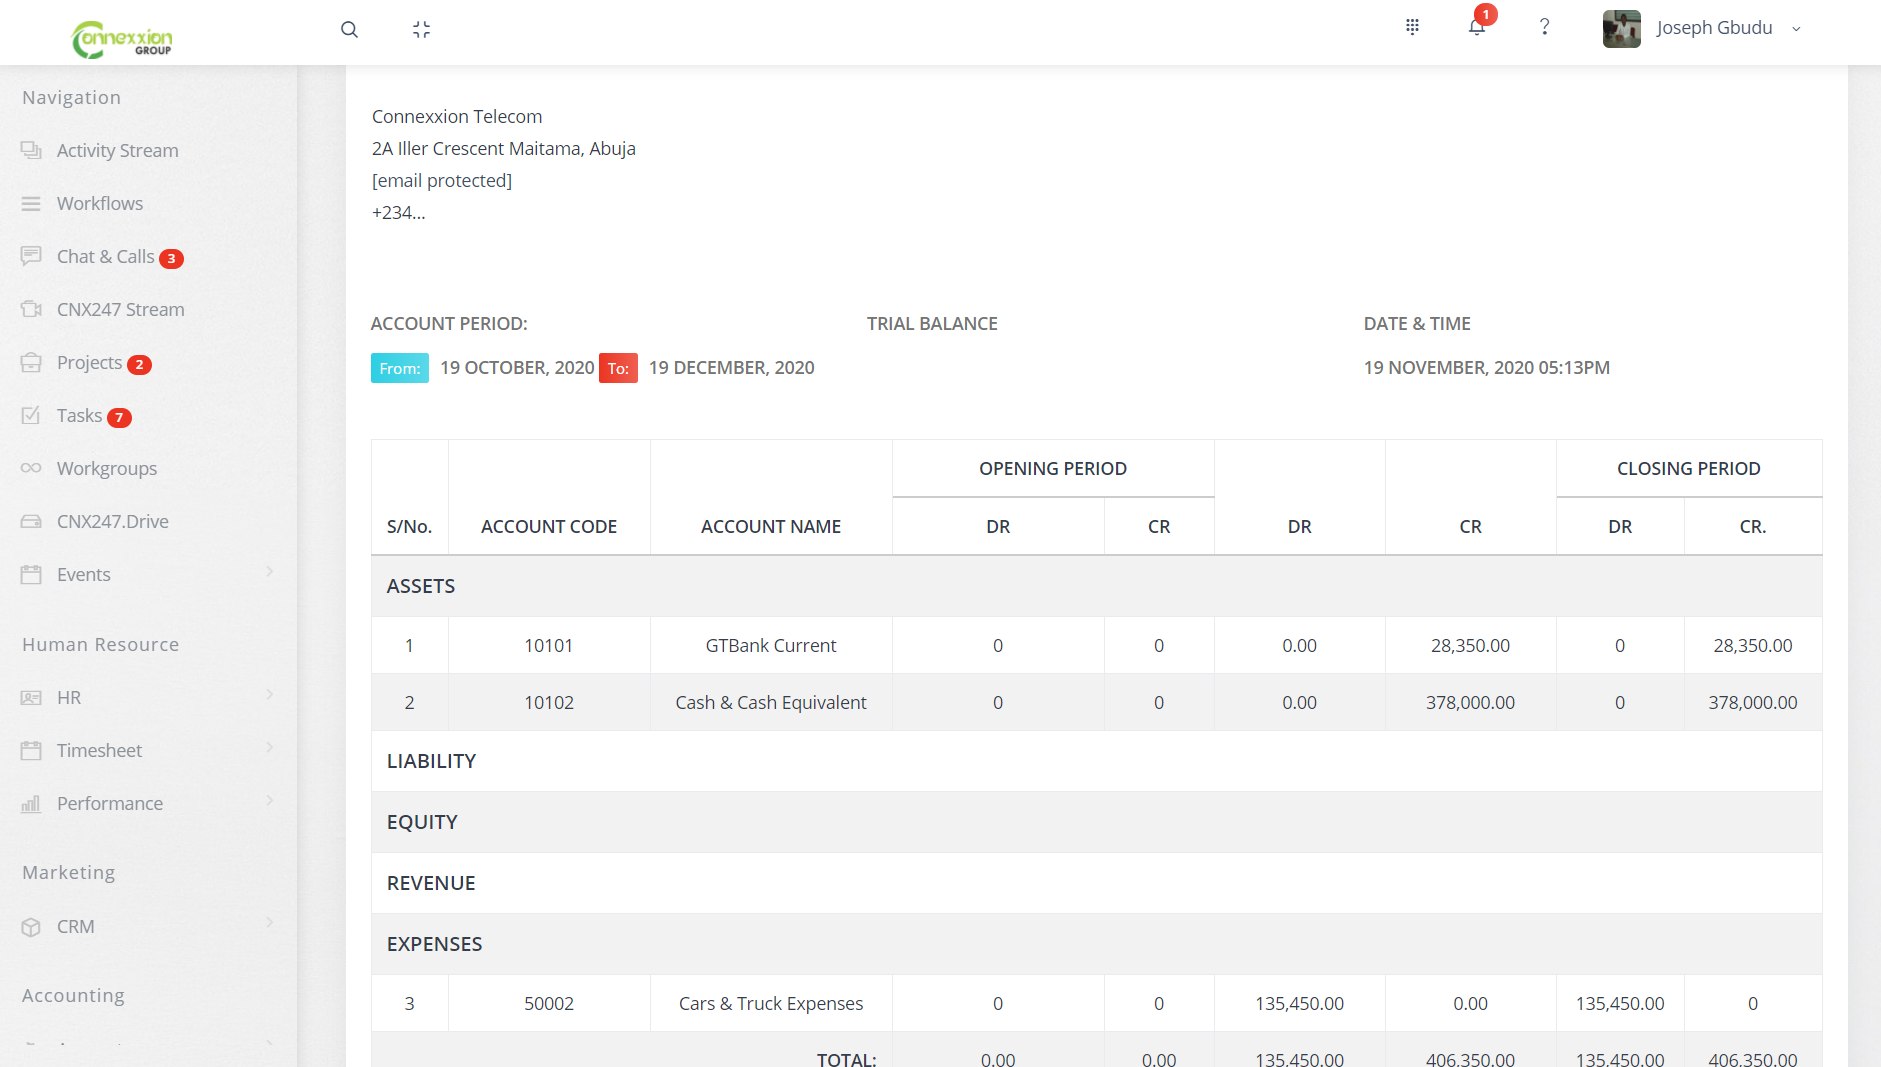 Connexxion
GROUP
1
?
Joseph Gbudu
Navigation
Activity Stream
Workflows
Chat & Calls 3
CNX247 Stream
Projects 2
Tasks 7
Workgroups
CNX247.Drive
Events
Human Resource
HR
Timesheet
Performance
Marketing
CRM
Accounting
Connexxion Telecom
2A Iller Crescent Maitama, Abuja
[email protected]
+234...
ACCOUNT PERIOD: TRIAL BALANCE DATE & TIME
From: 19 OCTOBER, 2020 To: 19 DECEMBER, 2020 19 NOVEMBER, 2020 05:13PM
OPENING PERIOD CLOSING PERIOD
S/No. ACCOUNT CODE ACCOUNT NAME DR CR DR CR DR CR.
ASSETS
1 10101 GTBank Current 0 0 0.00 28,350.00 0 28,350.00
2 10102 Cash & Cash Equivalent 0 0 0.00 378,000.00 0 378,000.00
LIABILITY
EQUITY
REVENUE
EXPENSES
3 50002 Cars & Truck Expenses 0 0 135,450.00 0.00 135,450.00 0
TOTAL: 0.00 0.00 135,450.00 406,350.00 135,450.00 406,350.00